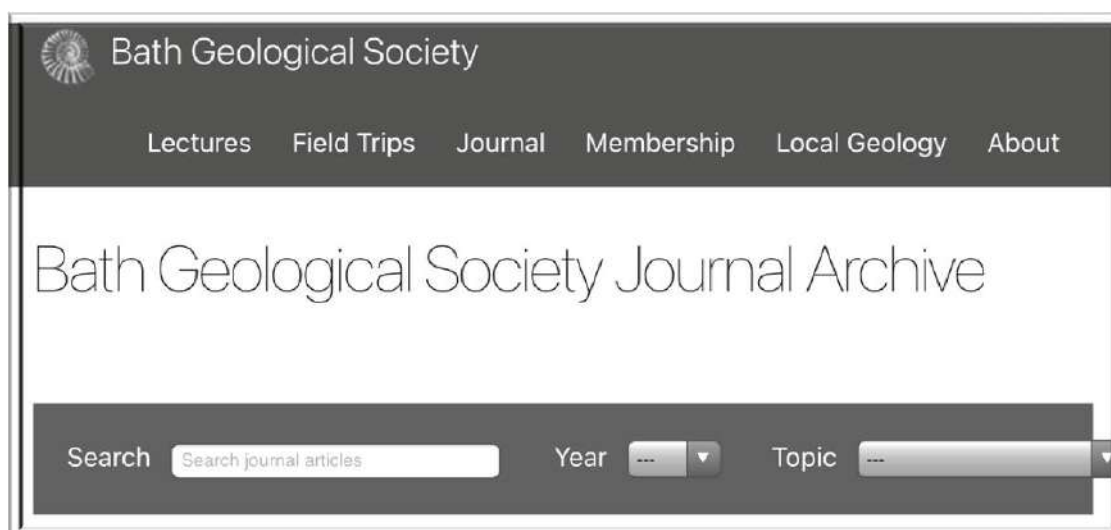 Bath Geological Society
Lectures Field Trips Journal Membership Local Geology About
Bath Geological Society Journal Archive
Search Search journal articles Year --- Topic ---